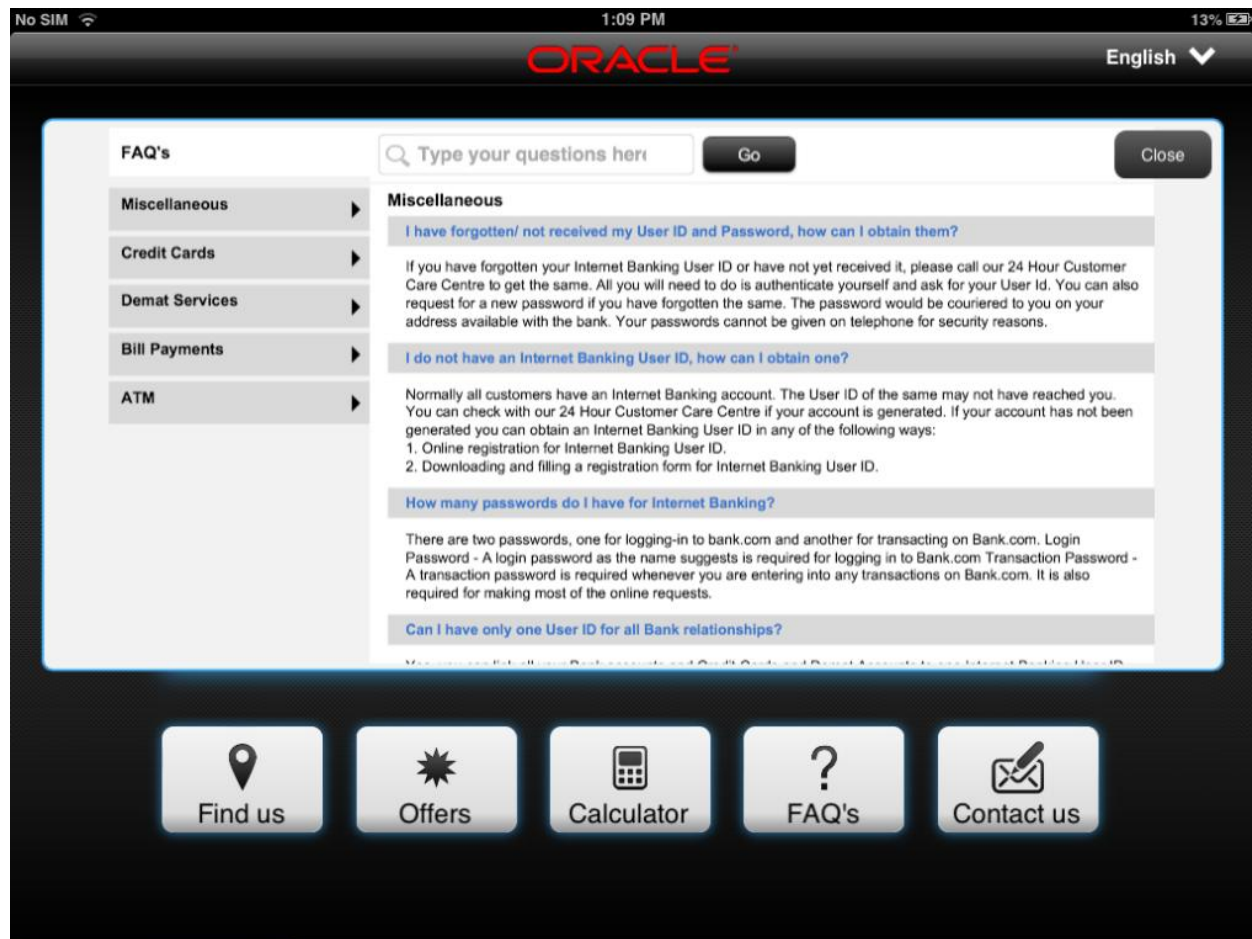 No SIM 1:09 PM 13%
ORACLE
English
FAQ's
Type your questions here
Go
Close
Miscellaneous
Credit Cards
Demat Services
Bill Payments
ATM
Miscellaneous
I have forgotten/ not received my User ID and Password, how can I obtain them?
If you have forgotten your Internet Banking User ID or have not yet received it, please call our 24 Hour Customer
Care Centre to get the same. All you will need to do is authenticate yourself and ask for your User Id. You can also
request for a new password if you have forgotten the same. The password would be couriered to you on your
address available with the bank. Your passwords cannot be given on telephone for security reasons.
I do not have an Internet Banking User ID, how can I obtain one?
Normally all customers have an Internet Banking account. The User ID of the same may not have reached you.
You can check with our 24 Hour Customer Care Centre if your account is generated. If your account has not been
generated you can obtain an Internet Banking User ID in any of the following ways:
1. Online registration for Internet Banking User ID.
2. Downloading and filling a registration form for Internet Banking User ID.
How many passwords do I have for Internet Banking?
There are two passwords, one for logging-in to bank.com and another for transacting on Bank.com. Login
Password - A login password as the name suggests is required for logging in to Bank.com Transaction Password -
A transaction password is required whenever you are entering into any transactions on Bank.com. It is also
required for making most of the online requests.
Can I have only one User ID for all Bank relationships?
Find us
Offers
Calculator
FAQ's
Contact us